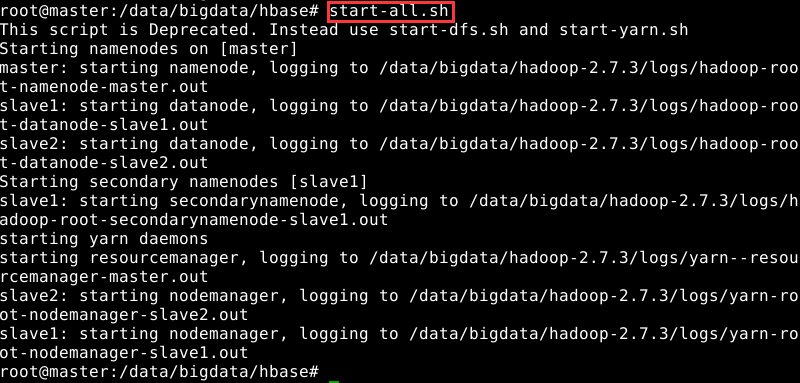 root@master:/data/bigdata/hbase# start-all.sh
This script is Deprecated. Instead use start-dfs.sh and start-yarn.sh
Starting namenodes on [master]
master: starting namenode, logging to /data/bigdata/hadoop-2.7.3/logs/hadoop-roo
t-namenode-master.out
slave1: starting datanode, logging to /data/bigdata/hadoop-2.7.3/logs/hadoop-roo
t-datanode-slave1.out
slave2: starting datanode, logging to /data/bigdata/hadoop-2.7.3/logs/hadoop-roo
t-datanode-slave2.out
Starting secondary namenodes [slave1]
slave1: starting secondarynamenode, logging to /data/bigdata/hadoop-2.7.3/logs/h
adoop-root-secondarynamenode-slave1.out
starting yarn daemons
starting resourcemanager, logging to /data/bigdata/hadoop-2.7.3/logs/yarn--resou
rcemanager-master.out
slave2: starting nodemanager, logging to /data/bigdata/hadoop-2.7.3/logs/yarn-ro
ot-nodemanager-slave2.out
slave1: starting nodemanager, logging to /data/bigdata/hadoop-2.7.3/logs/yarn-ro
ot-nodemanager-slave1.out
root@master:/data/bigdata/hbase#